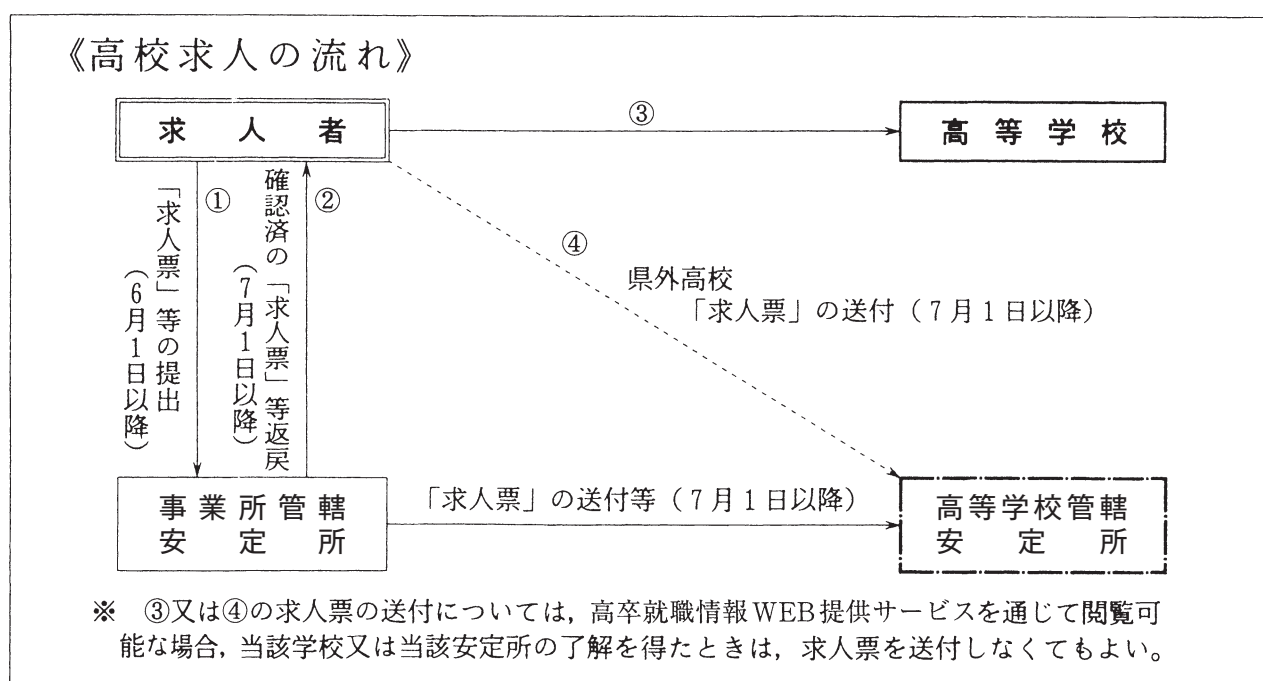 《高校求人の流れ》
求人者
③
高等学校
「求人票」等の提出
（6月1日以降）
①
確認済の「求人票」等返戻
（7月1日以降）
②
④
県外高校
「求人票」の送付（7月1日以降）
事業所管轄
安定所
「求人票」の送付等（7月1日以降）
高等学校管轄
安定所
※　③又は④の求人票の送付については，高卒就職情報WEB提供サービスを通じて閲覧可
能な場合，当該学校又は当該安定所の了解を得たときは，求人票を送付しなくてもよい。